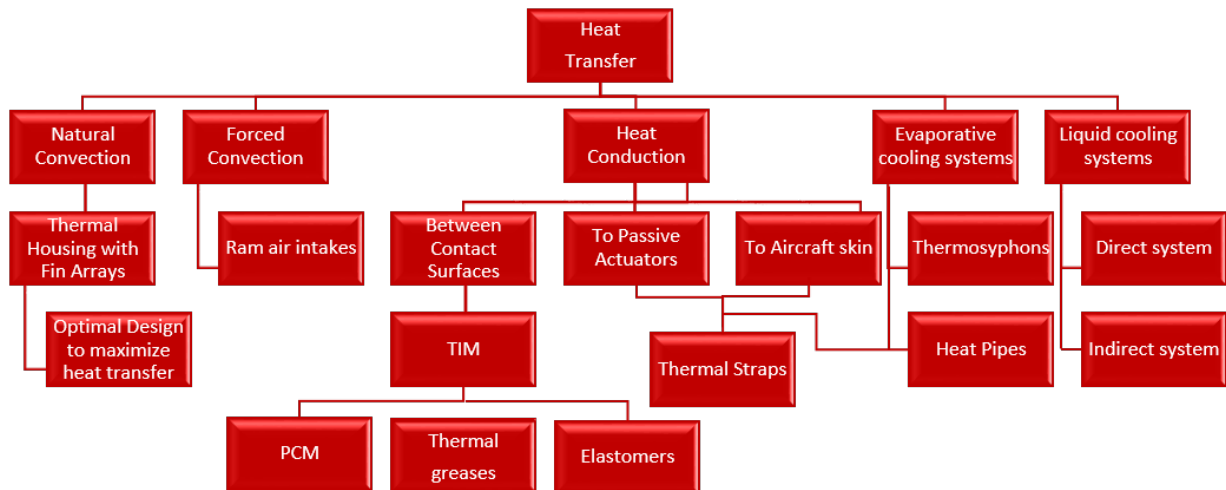 Heat
Transfer
Natural
Convection
Forced
Convection
Heat
Conduction
Evaporative
cooling systems
Liquid cooling
systems
Thermal
Housing with
Fin Arrays
Ram air intakes
Between
Contact
Surfaces
To Passive
Actuators
To Aircraft skin
Thermosyphons
Direct system
Optimal Design
to maximize
heat transfer
TIM
Thermal Straps
Heat Pipes
Indirect system
PCM
Thermal
greases
Elastomers